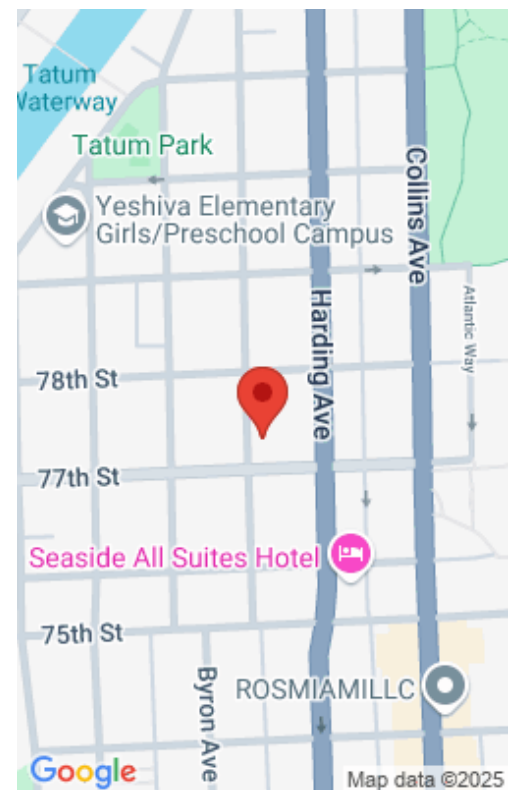 Tatum
Waterway
Tatum Park
Collins Ave
Yeshiva Elementary
Girls/Preschool Campus
Harding Ave
Atlantic Way
78th St
77th St
Seaside All Suites Hotel
75th St
Byron Ave
ROSMIAMILLC
Google
Map data ©2025